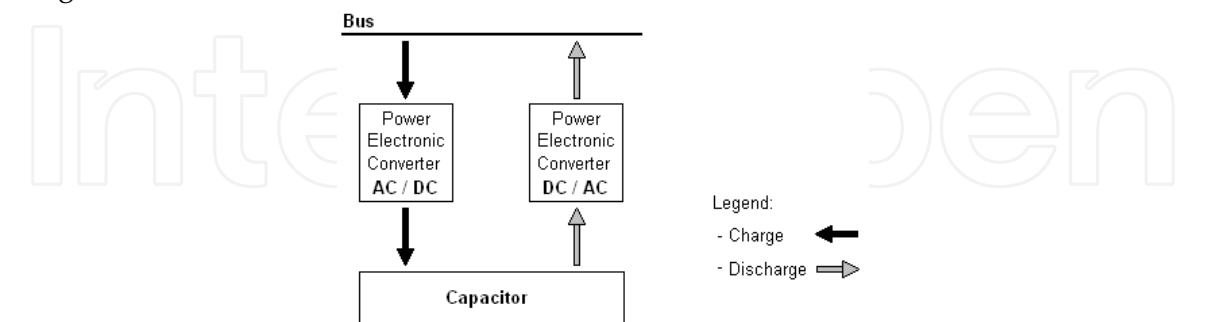 Bus
Power
Electronic
Converter
AC / DC
Power
Electronic
Converter
DC / AC
Legend:
- Charge
- Discharge
Capacitor